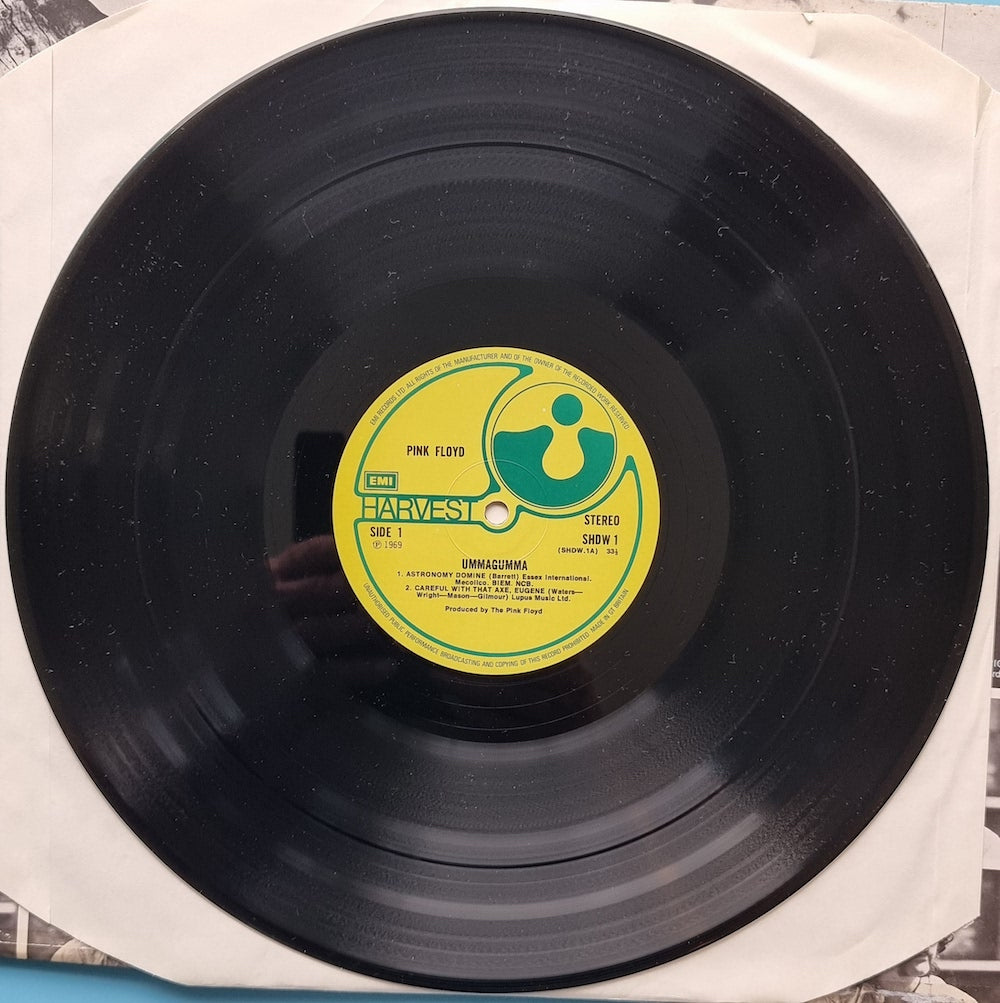 EMI RECORDS LTD ALL RIGHTS OF THE MANUFACTURER AND OF THE OWNER OF THE RECORDED WORK RESERVED
PINK FLOYD
EMI
HARVEST
SIDE 1
℗ 1969
STEREO
SHDW 1
(SHDW.1A) 33⅓
UMMAGUMMA
1. ASTRONOMY DOMINE (Barrett) Essex International.
Mecolico. BIEM. NCB.
2. CAREFUL WITH THAT AXE, EUGENE (Waters—
Wright—Mason—Gilmour) Lupus Music Ltd.
Produced by The Pink Floyd
UNAUTHORISED PUBLIC PERFORMANCE BROADCASTING AND COPYING OF THIS RECORD PROHIBITED MADE IN GT BRITAIN